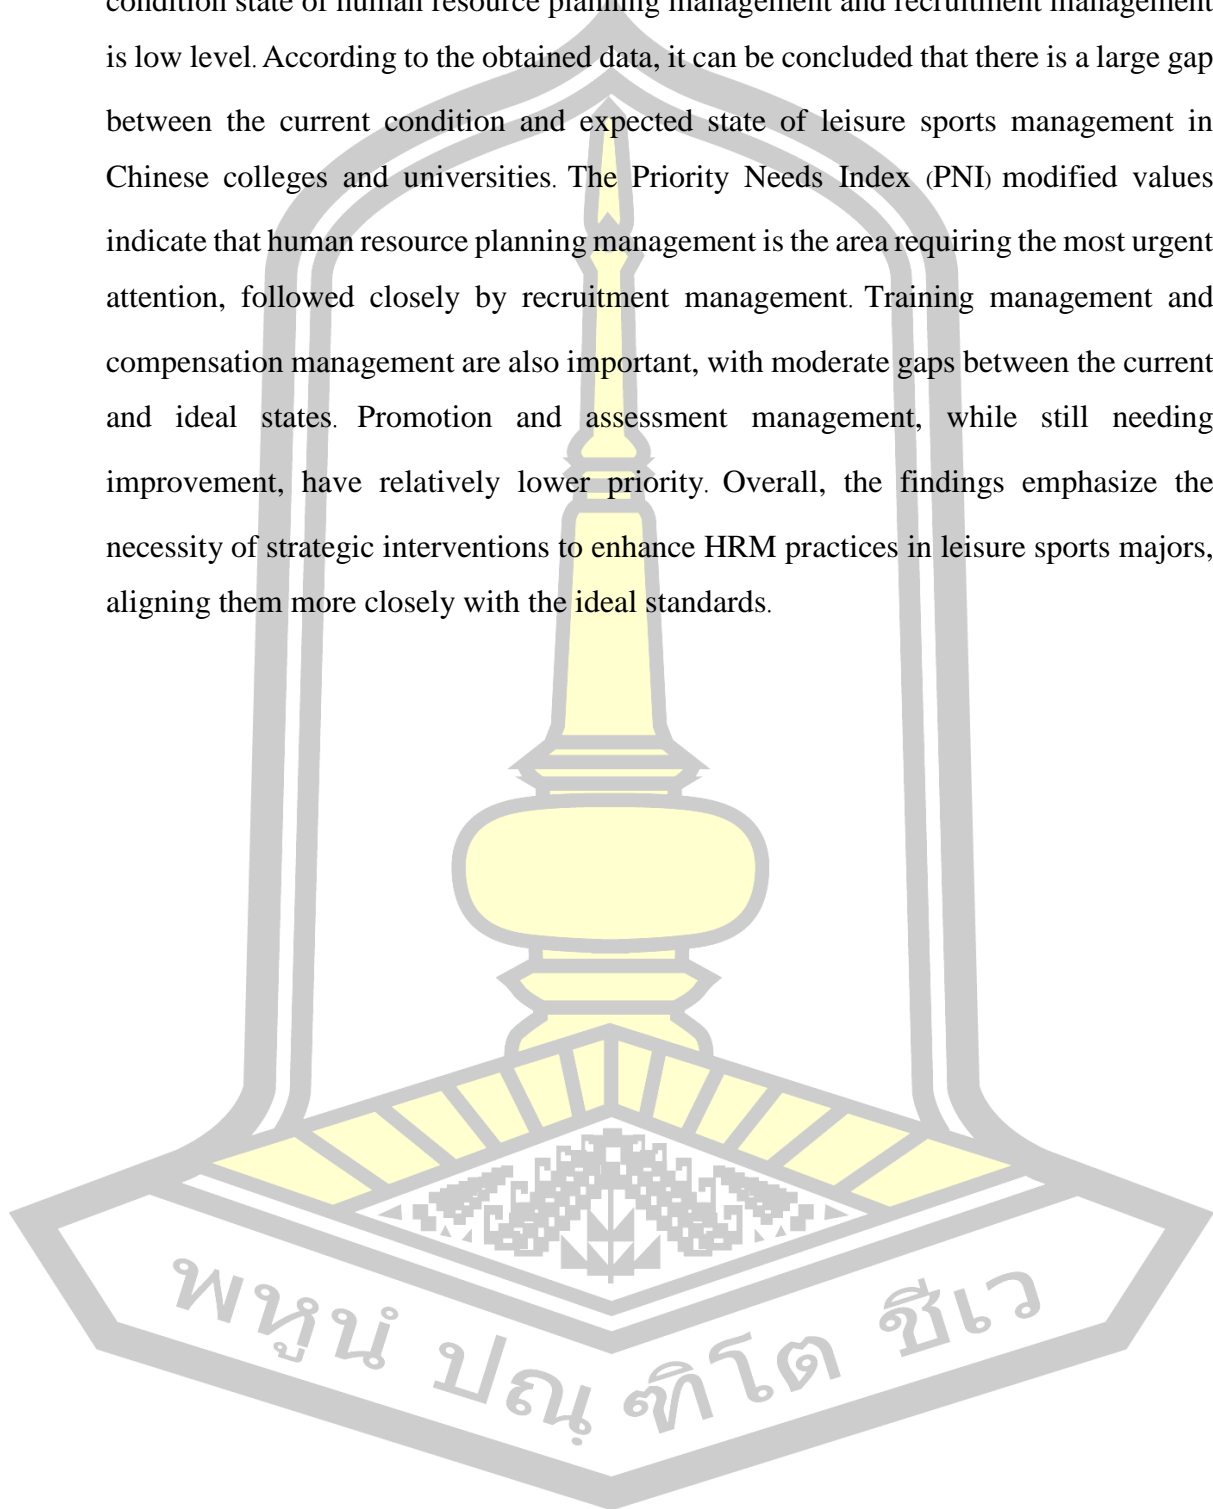 condition state of human resource planning management and recruitment management
is low level. According to the obtained data, it can be concluded that there is a large gap
between the current condition and expected state of leisure sports management in
Chinese colleges and universities. The Priority Needs Index (PNI) modified values
indicate that human resource planning management is the area requiring the most urgent
attention, followed closely by recruitment management. Training management and
compensation management are also important, with moderate gaps between the current
and ideal states. Promotion and assessment management, while still needing
improvement, have relatively lower priority. Overall, the findings emphasize the
necessity of strategic interventions to enhance HRM practices in leisure sports majors,
aligning them more closely with the ideal standards.
พหูนํ ปณฺฑิโต ชีเว